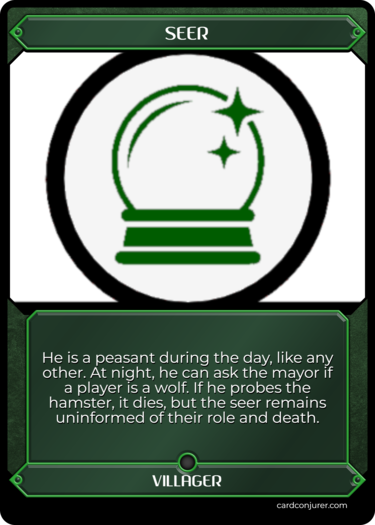 SEER
He is a peasant during the day, like any
other. At night, he can ask the mayor if
a player is a wolf. If he probes the
hamster, it dies, but the seer remains
uninformed of their role and death.
VILLAGER
cardconjurer.com